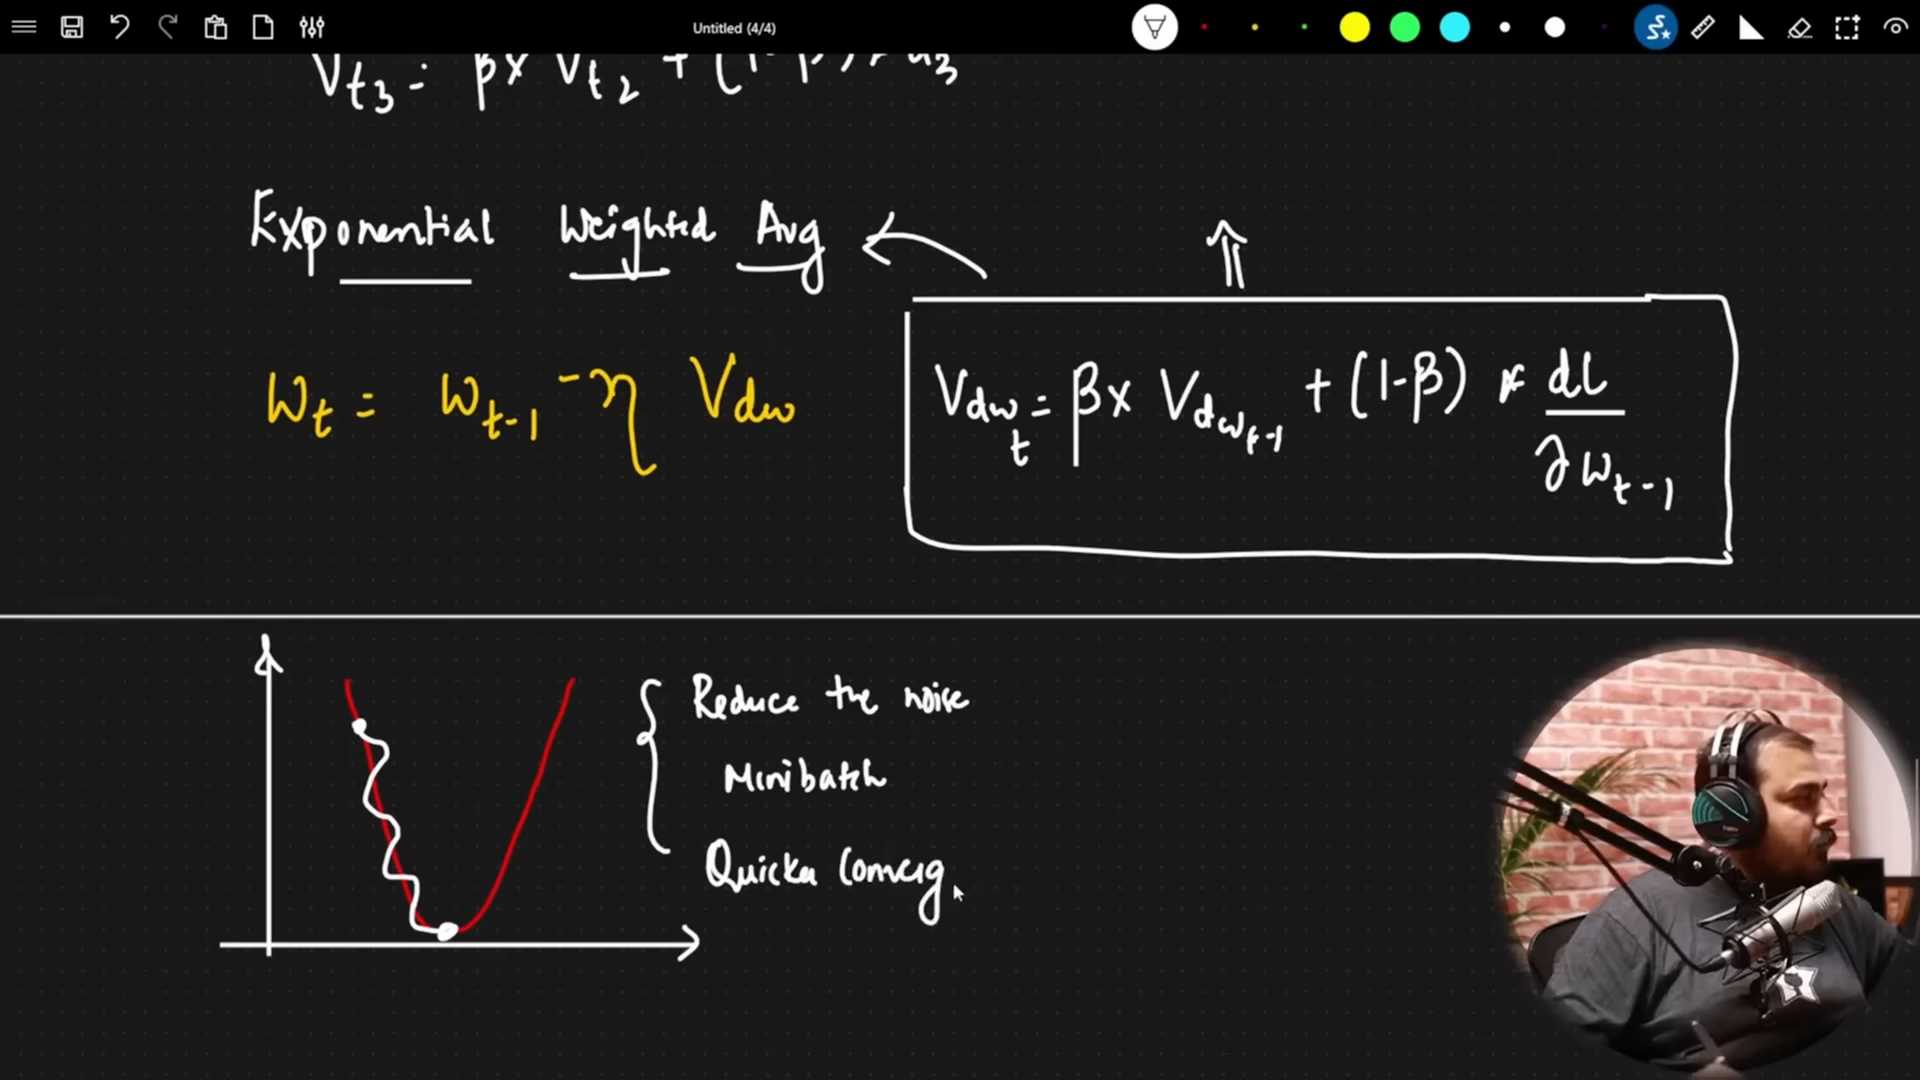 Untitled (4/4)
Vt3 = β x Vt2 + (1-β) * a3
Exponential Weighted Avg
Wt = Wt-1 - η Vdw
Vdwt = β x Vdwt-1 + (1-β) * dL / ∂wt-1
Reduce the noise
Minibatch
Quicker Converg